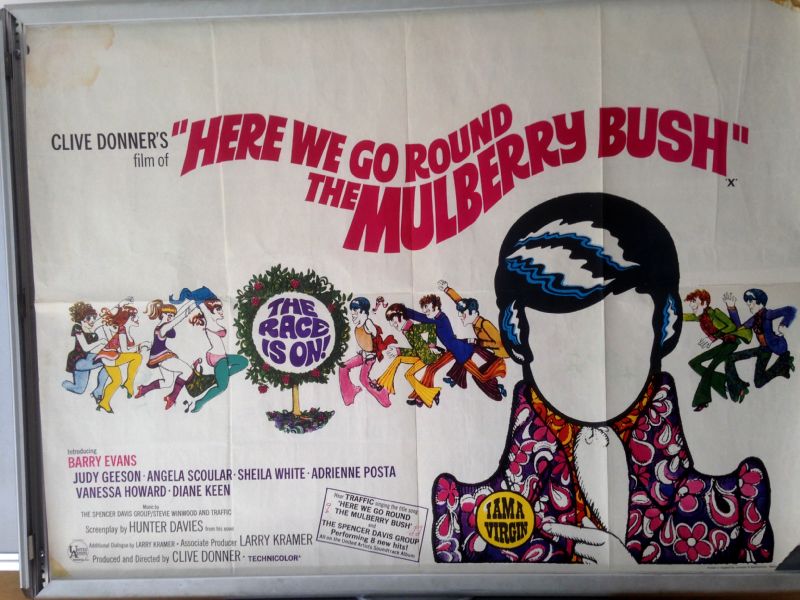 CLIVE DONNER'S
film of
"HERE WE GO ROUND
THE MULBERRY BUSH"
'X'
THE
RACE
IS ON!
I AM A
VIRGIN
Introducing
BARRY EVANS
JUDY GEESON · ANGELA SCOULAR · SHEILA WHITE · ADRIENNE POSTA
VANESSA HOWARD · DIANE KEEN
Music by
THE SPENCER DAVIS GROUP/STEVIE WINWOOD AND TRAFFIC
Screenplay by HUNTER DAVIES from his novel
Additional Dialogue by LARRY KRAMER · Associate Producer LARRY KRAMER
Produced and Directed by CLIVE DONNER · TECHNICOLOR®
Hear TRAFFIC singing the title song
'HERE WE GO ROUND
THE MULBERRY BUSH'
and
THE SPENCER DAVIS GROUP
Performing 8 new hits!
All on the United Artists Soundtrack Album